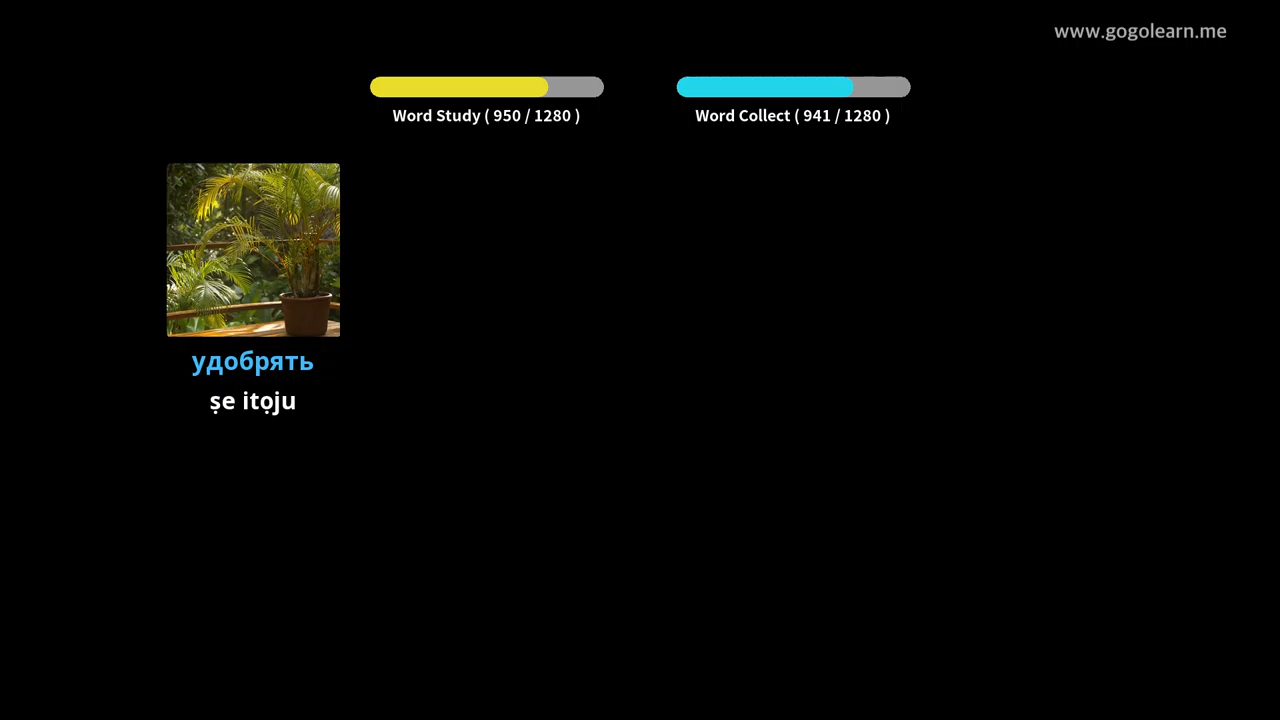 www.gogolearn.me
Word Study ( 950 / 1280 )
Word Collect ( 941 / 1280 )
удобрять
ṣe itọju